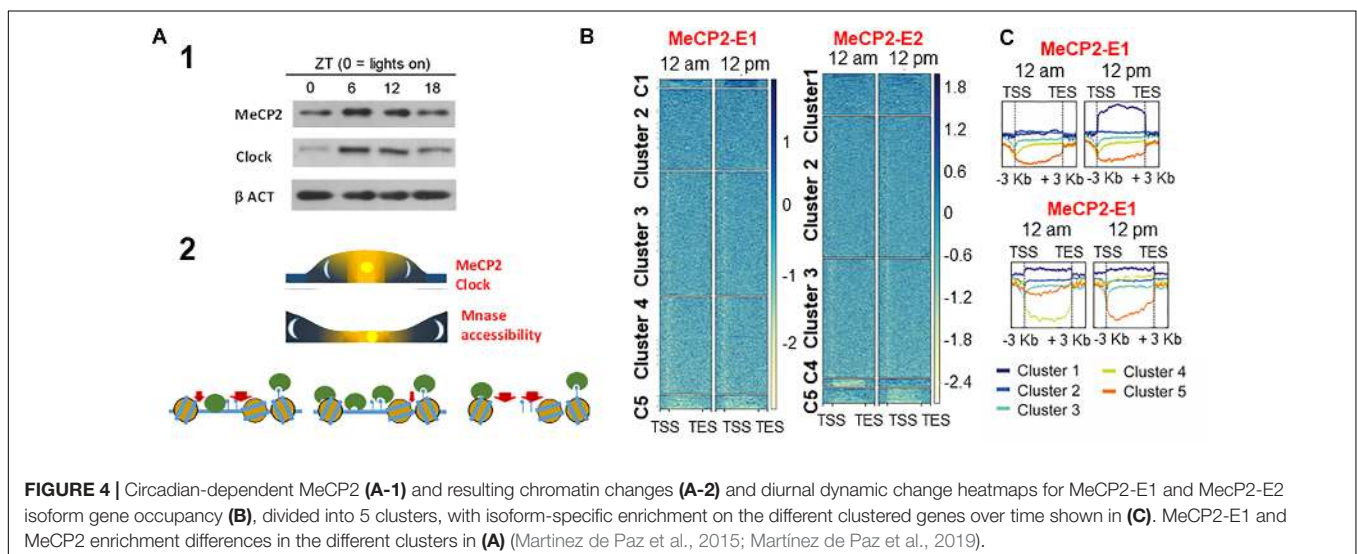 A
1
ZT (0 = lights on)
0 6 12 18
MeCP2
Clock
β ACT
2
MeCP2
Clock
Mnase
accessibility
B
MeCP2-E1
12 am 12 pm
C1
Cluster 2
Cluster 3
Cluster 4
C5
TSS TES TSS TES
1
0
-1
-2
MeCP2-E2
12 am 12 pm
Cluster1
Cluster 2
Cluster 3
C4
C5
TSS TES TSS TES
1.8
1.2
0.6
0
-0.6
-1.2
-1.8
-2.4
C
MeCP2-E1
12 am 12 pm
TSS TES TSS TES
-3 Kb + 3 Kb -3 Kb + 3 Kb
MeCP2-E1
12 am 12 pm
TSS TES TSS TES
-3 Kb + 3 Kb -3 Kb + 3 Kb
Cluster 1
Cluster 2
Cluster 3
Cluster 4
Cluster 5
FIGURE 4 | Circadian-dependent MeCP2 (A-1) and resulting chromatin changes (A-2) and diurnal dynamic change heatmaps for MeCP2-E1 and MecP2-E2
isoform gene occupancy (B), divided into 5 clusters, with isoform-specific enrichment on the different clustered genes over time shown in (C). MeCP2-E1 and
MeCP2 enrichment differences in the different clusters in (A) (Martinez de Paz et al., 2015; Martínez de Paz et al., 2019).